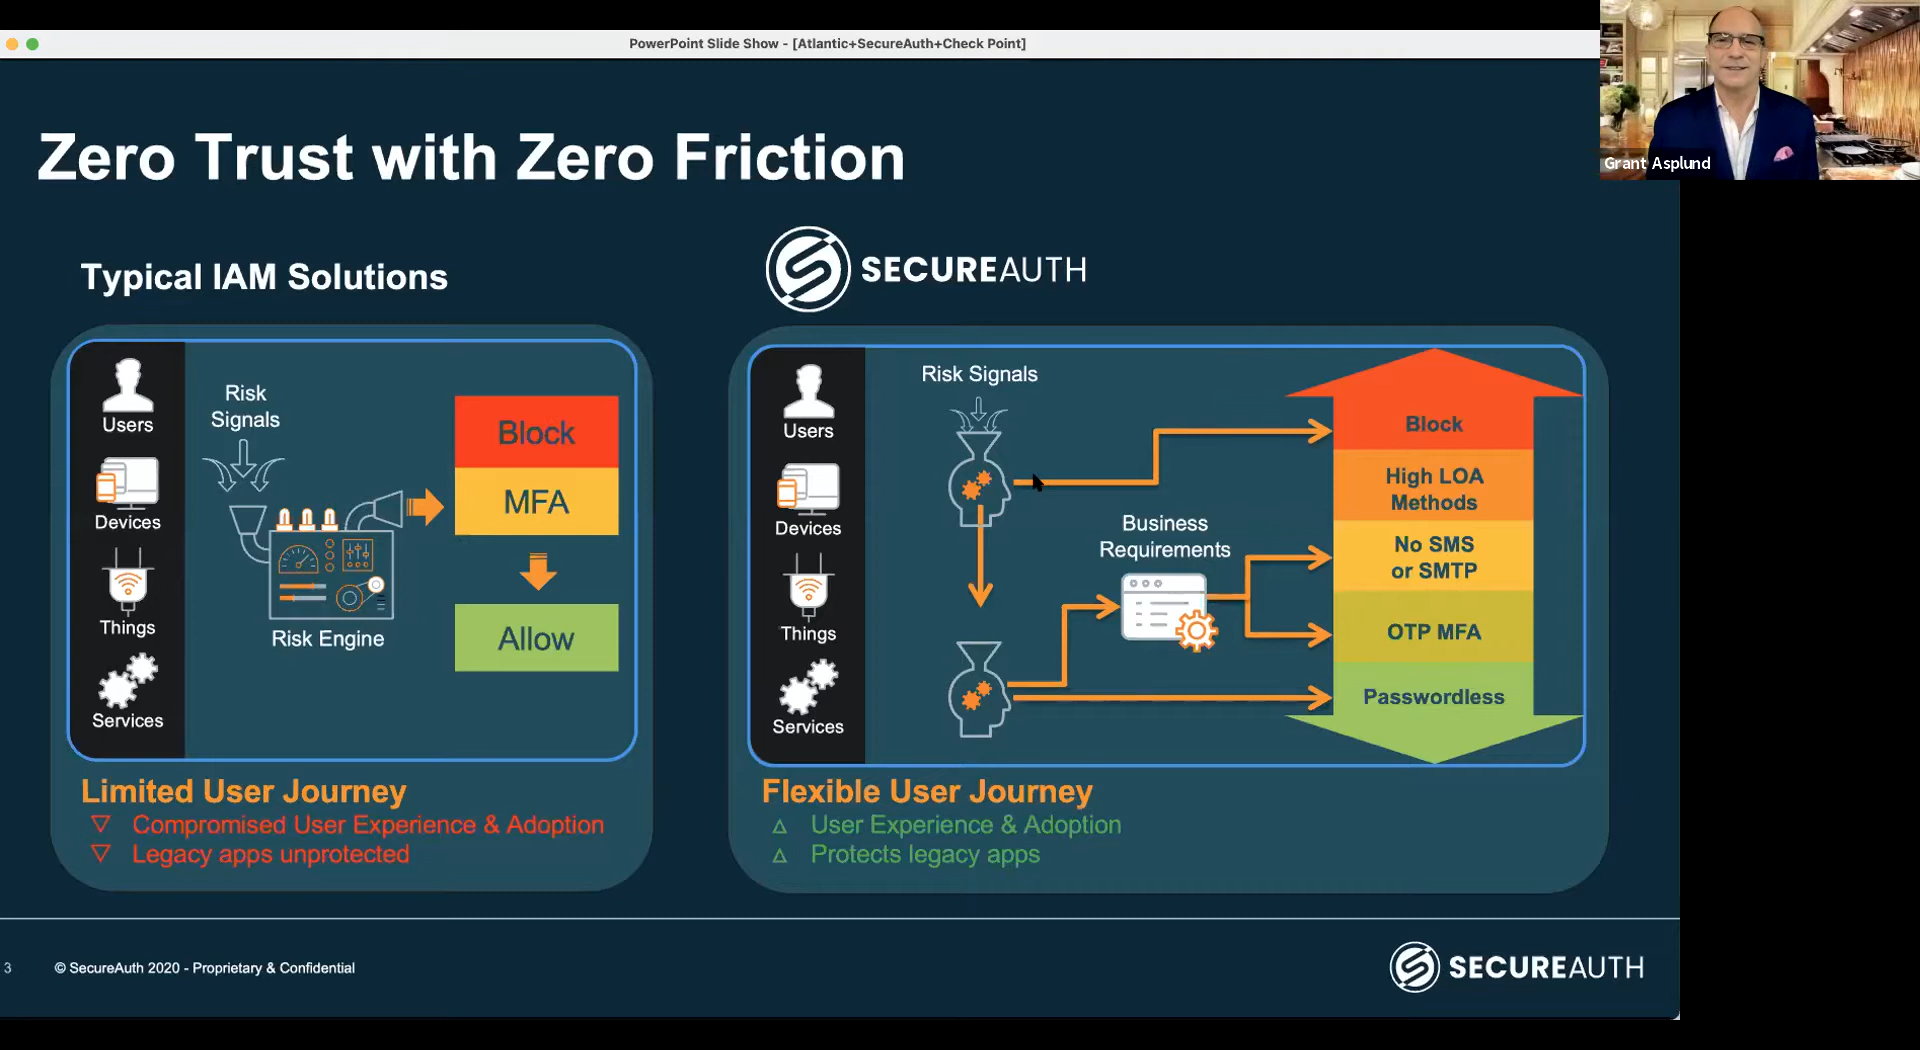 PowerPoint Slide Show - [Atlantic+SecureAuth+Check Point]
Grant Asplund
Zero Trust with Zero Friction
Typical IAM Solutions
Users
Devices
Things
Services
Risk
Signals
Risk Engine
Block
MFA
Allow
Limited User Journey
▽ Compromised User Experience & Adoption
▽ Legacy apps unprotected
SECUREAUTH
Users
Devices
Things
Services
Risk Signals
Business
Requirements
Block
High LOA
Methods
No SMS
or SMTP
OTP MFA
Passwordless
Flexible User Journey
△ User Experience & Adoption
△ Protects legacy apps
3
© SecureAuth 2020 - Proprietary & Confidential
SECUREAUTH